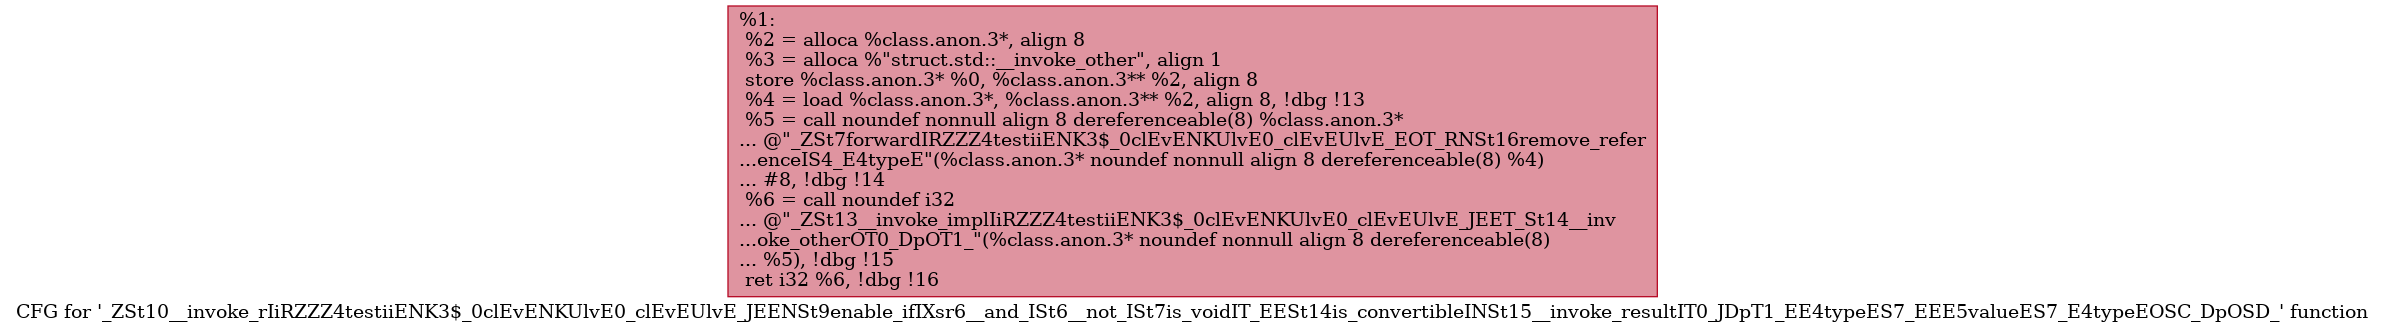 %1:
%2 = alloca %class.anon.3*, align 8
%3 = alloca %"struct.std::__invoke_other", align 1
store %class.anon.3* %0, %class.anon.3** %2, align 8
%4 = load %class.anon.3*, %class.anon.3** %2, align 8, !dbg !13
%5 = call noundef nonnull align 8 dereferenceable(8) %class.anon.3*
... @"_ZSt7forwardIRZZZ4testiiENK3$_0clEvENKUlvE0_clEvEUlvE_EOT_RNSt16remove_refer
...enceIS4_E4typeE"(%class.anon.3* noundef nonnull align 8 dereferenceable(8) %4)
... #8, !dbg !14
%6 = call noundef i32
... @"_ZSt13__invoke_implIiRZZZ4testiiENK3$_0clEvENKUlvE0_clEvEUlvE_JEET_St14__inv
...oke_otherOT0_DpOT1_"(%class.anon.3* noundef nonnull align 8 dereferenceable(8)
... %5), !dbg !15
ret i32 %6, !dbg !16
CFG for '_ZSt10__invoke_rIiRZZZ4testiiENK3$_0clEvENKUlvE0_clEvEUlvE_JEENSt9enable_ifIXsr6__and_ISt6__not_ISt7is_voidIT_EESt14is_convertibleINSt15__invoke_resultIT0_JDpT1_EE4typeES7_EEE5valueES7_E4typeEOSC_DpOSD_' function